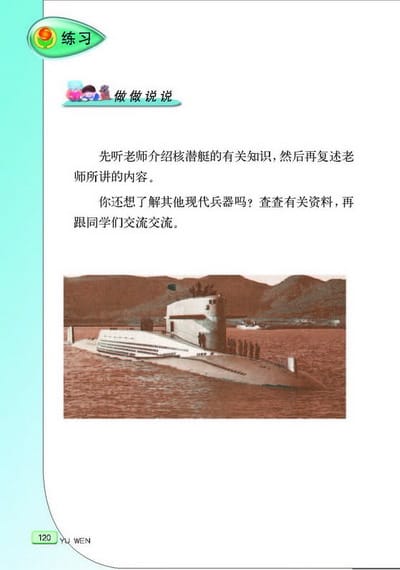 练习
做做说说
先听老师介绍核潜艇的有关知识，然后再复述老
师所讲的内容。
你还想了解其他现代兵器吗？查查有关资料，再
跟同学们交流交流。
120 YU WEN